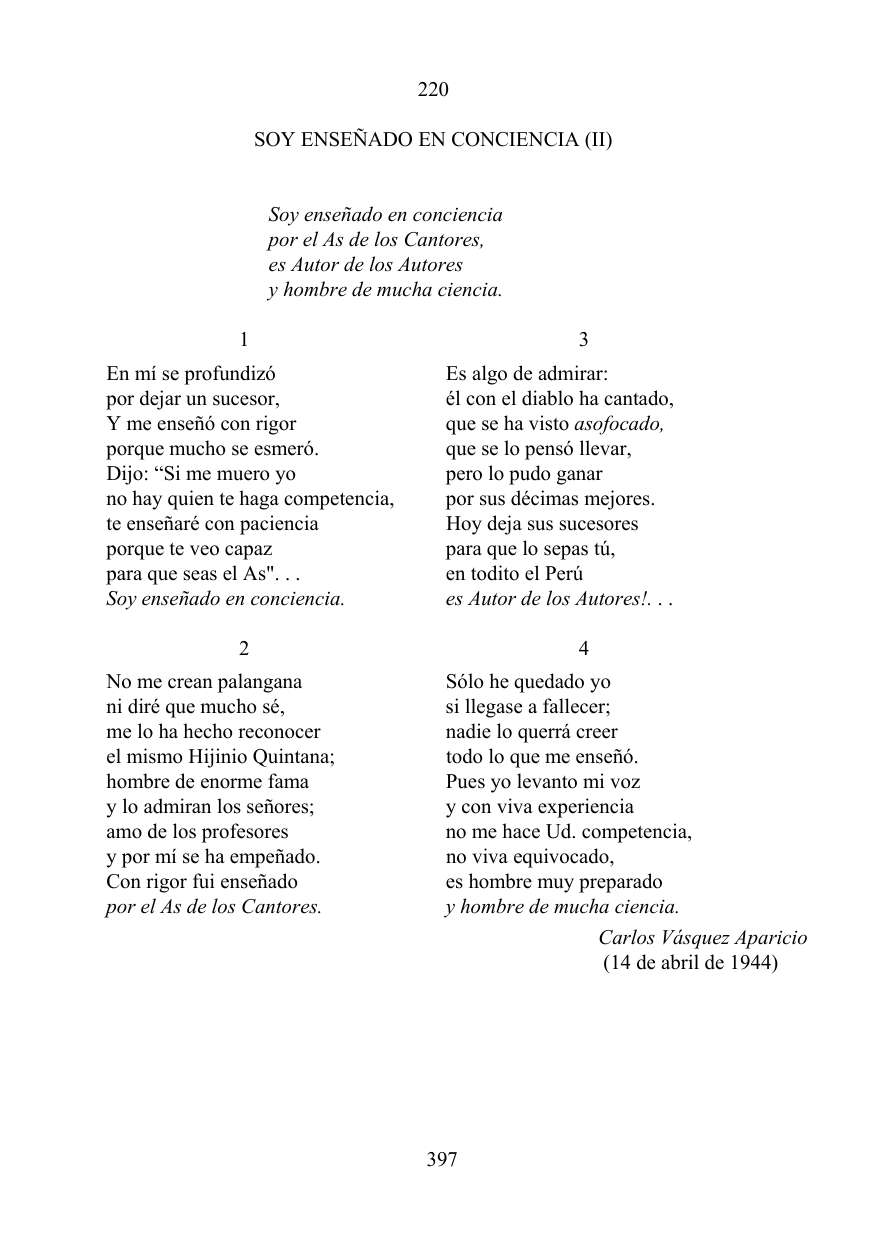 220
SOY ENSEÑADO EN CONCIENCIA (II)
Soy enseñado en conciencia
por el As de los Cantores,
es Autor de los Autores
y hombre de mucha ciencia.
1
En mí se profundizó
por dejar un sucesor,
Y me enseñó con rigor
porque mucho se esmeró.
Dijo: “Si me muero yo
no hay quien te haga competencia,
te enseñaré con paciencia
porque te veo capaz
para que seas el As". . .
Soy enseñado en conciencia.
2
No me crean palangana
ni diré que mucho sé,
me lo ha hecho reconocer
el mismo Hijinio Quintana;
hombre de enorme fama
y lo admiran los señores;
amo de los profesores
y por mí se ha empeñado.
Con rigor fui enseñado
por el As de los Cantores.
3
Es algo de admirar:
él con el diablo ha cantado,
que se ha visto asofocado,
que se lo pensó llevar,
pero lo pudo ganar
por sus décimas mejores.
Hoy deja sus sucesores
para que lo sepas tú,
en todito el Perú
es Autor de los Autores!. . .
4
Sólo he quedado yo
si llegase a fallecer;
nadie lo querrá creer
todo lo que me enseñó.
Pues yo levanto mi voz
y con viva experiencia
no me hace Ud. competencia,
no viva equivocado,
es hombre muy preparado
y hombre de mucha ciencia.
Carlos Vásquez Aparicio
(14 de abril de 1944)
397